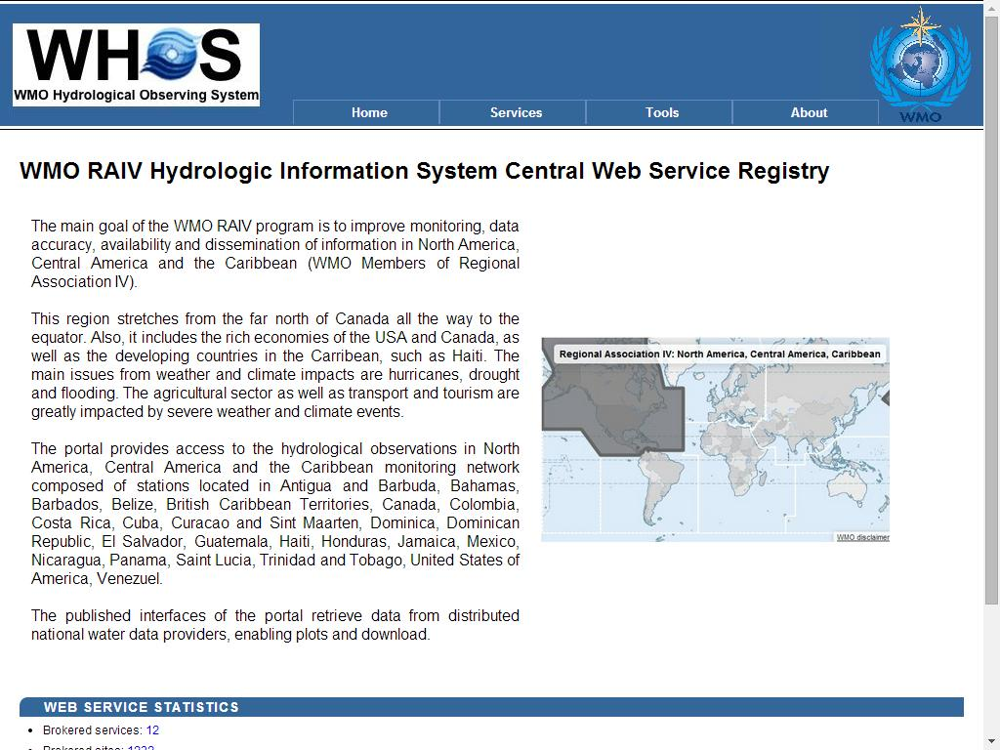 WHOS
WMO Hydrological Observing System
Home Services Tools About
WMO
WMO RAIV Hydrologic Information System Central Web Service Registry
The main goal of the WMO RAIV program is to improve monitoring, data
accuracy, availability and dissemination of information in North America,
Central America and the Caribbean (WMO Members of Regional
Association IV).
This region stretches from the far north of Canada all the way to the
equator. Also, it includes the rich economies of the USA and Canada, as
well as the developing countries in the Carribean, such as Haiti. The
main issues from weather and climate impacts are hurricanes, drought
and flooding. The agricultural sector as well as transport and tourism are
greatly impacted by severe weather and climate events.
The portal provides access to the hydrological observations in North
America, Central America and the Caribbean monitoring network
composed of stations located in Antigua and Barbuda, Bahamas,
Barbados, Belize, British Caribbean Territories, Canada, Colombia,
Costa Rica, Cuba, Curacao and Sint Maarten, Dominica, Dominican
Republic, El Salvador, Guatemala, Haiti, Honduras, Jamaica, Mexico,
Nicaragua, Panama, Saint Lucia, Trinidad and Tobago, United States of
America, Venezuel.
The published interfaces of the portal retrieve data from distributed
national water data providers, enabling plots and download.
Regional Association IV: North America, Central America, Caribbean
WMO disclaimer
WEB SERVICE STATISTICS
Brokered services: 12
Brokered sites: